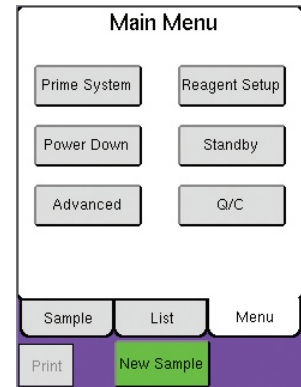 Main Menu
Prime System
Reagent Setup
Power Down
Standby
Advanced
Q/C
Sample
List
Menu
Print
New Sample